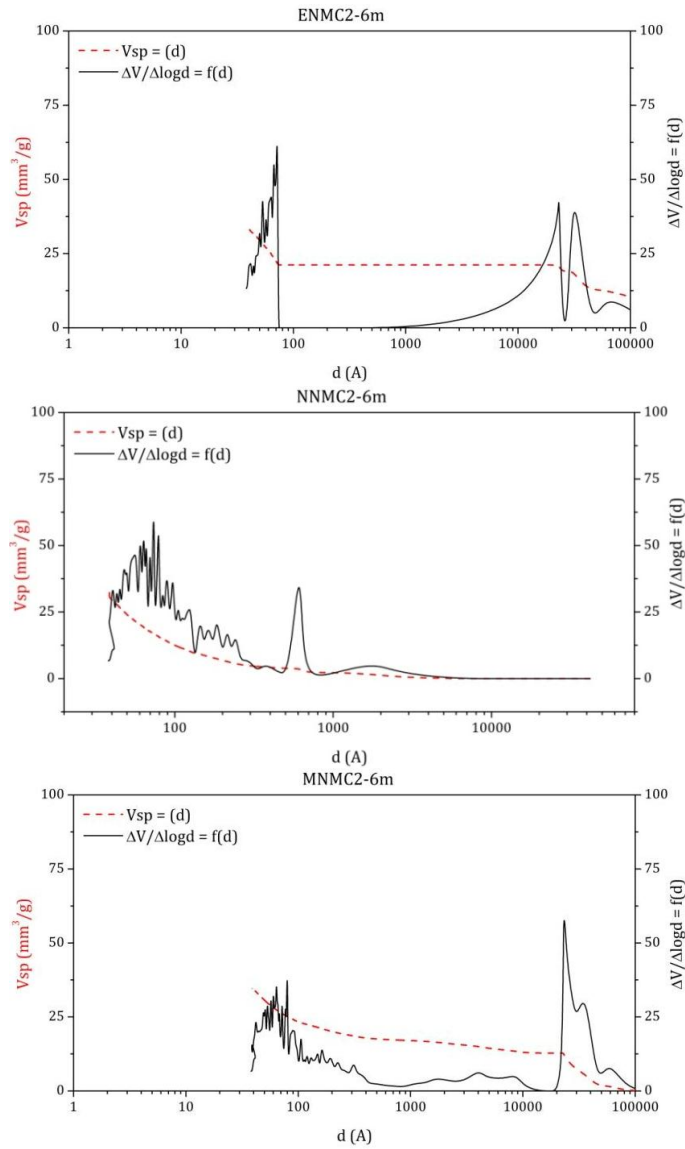 ENMC2-6m
100
100
Vsp = (d)
ΔV/Δlogd = f(d)
75
75
50
50
25
25
0
0
1
10
100
1000
10000
100000
Vsp (mm³/g)
ΔV/Δlogd = f(d)
d (A)
NNMC2-6m
100
100
Vsp = (d)
ΔV/Δlogd = f(d)
75
75
50
50
25
25
0
0
100
1000
10000
Vsp (mm³/g)
ΔV/Δlogd = f(d)
d (A)
MNMC2-6m
100
100
Vsp = (d)
ΔV/Δlogd = f(d)
75
75
50
50
25
25
0
0
1
10
100
1000
10000
100000
Vsp (mm³/g)
ΔV/Δlogd = f(d)
d (A)